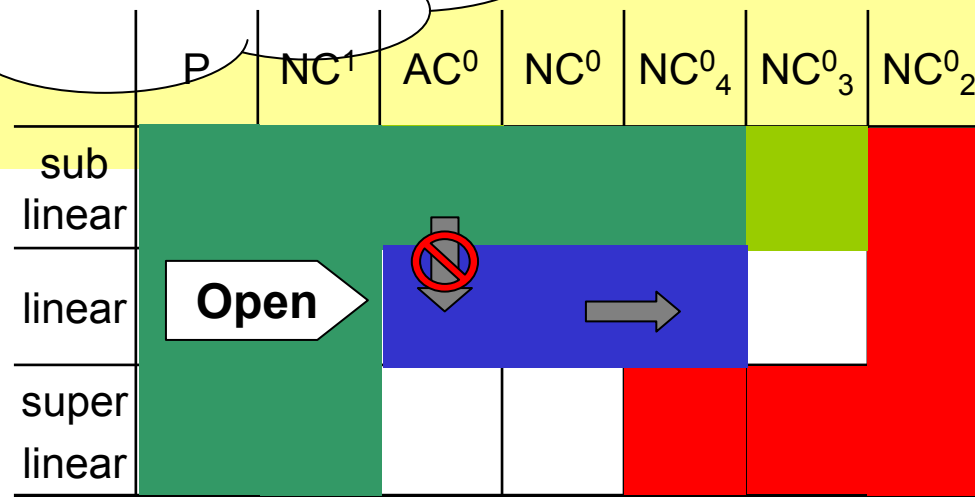 P NC¹ AC⁰ NC⁰ NC⁰₄ NC⁰₃ NC⁰₂
sub
linear
linear Open
super
linear